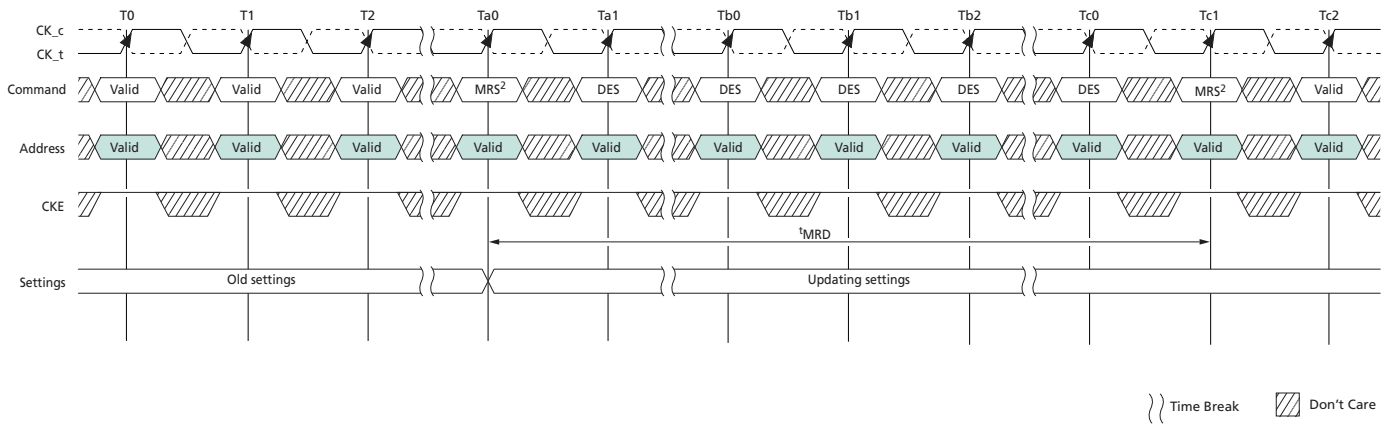 T0 T1 T2 Ta0 Ta1 Tb0 Tb1 Tb2 Tc0 Tc1 Tc2
CK_c
CK_t
Command Valid Valid Valid MRS² DES DES DES DES DES MRS² Valid
Address Valid Valid Valid Valid Valid Valid Valid Valid Valid Valid Valid
CKE
ᵗMRD
Settings Old settings Updating settings
Time Break Don't Care